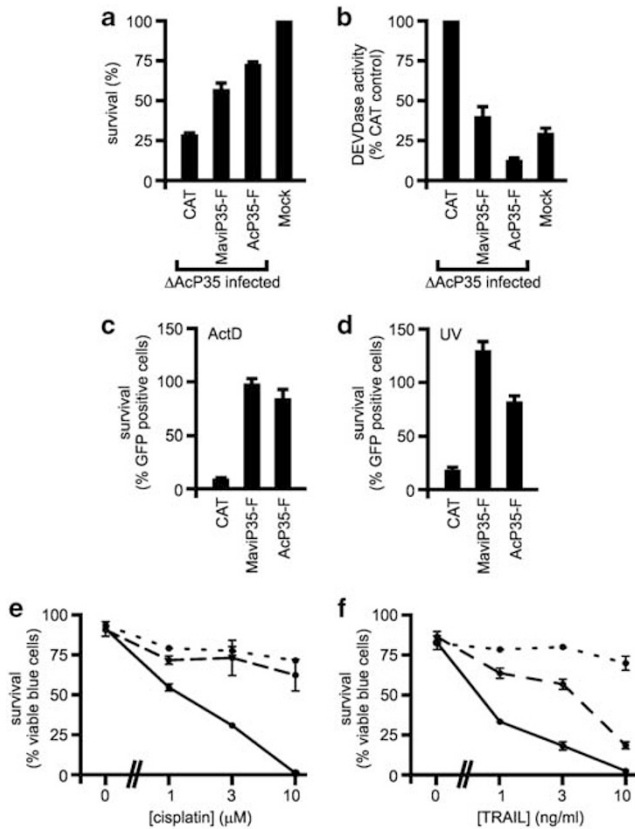 a
survival (%)
100
75
50
25
0
CAT
MaviP35-F
AcP35-F
Mock
ΔAcP35 infected
b
DEVDase activity
(% CAT control)
100
75
50
25
0
CAT
MaviP35-F
AcP35-F
Mock
ΔAcP35 infected
c
ActD
survival
(% GFP positive cells)
150
100
50
0
CAT
MaviP35-F
AcP35-F
d
UV
survival
(% GFP positive cells)
150
100
50
0
CAT
MaviP35-F
AcP35-F
e
survival
(% viable blue cells)
100
75
50
25
0
0 1 3 10
[cisplatin] (μM)
f
survival
(% viable blue cells)
100
75
50
25
0
0 1 3 10
[TRAIL] (ng/ml)